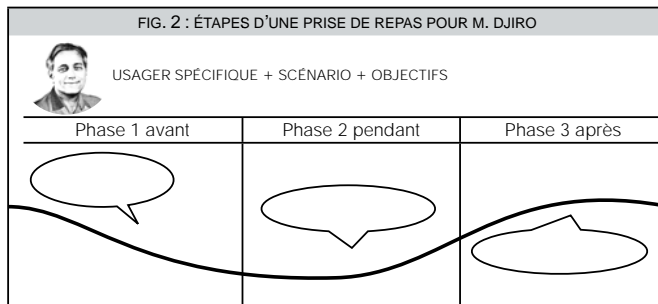 FIG. 2 : ÉTAPES D'UNE PRISE DE REPAS POUR M. DJIRO
USAGER SPÉCIFIQUE + SCÉNARIO + OBJECTIFS
Phase 1 avant
Phase 2 pendant
Phase 3 après